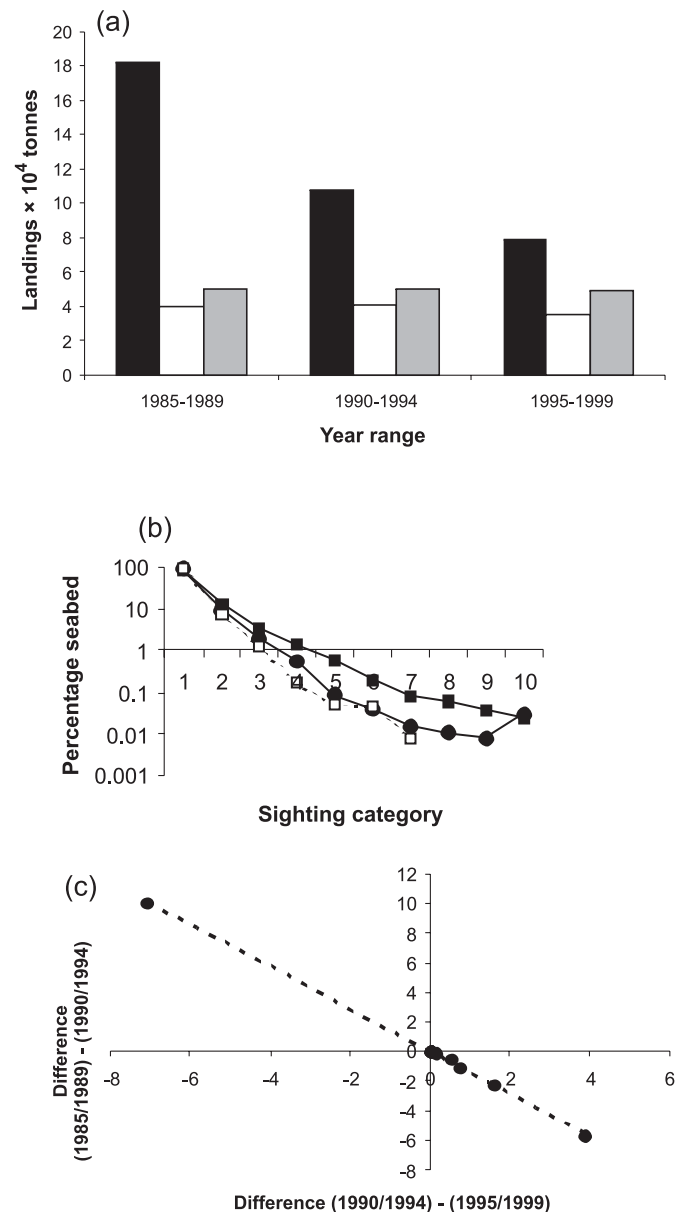 (a)
20
18
16
14
12
10
8
6
4
2
0
Landings × 10⁴ tonnes
1985-1989 1990-1994 1995-1999
Year range
(b)
100
10
1
0.1
0.01
0.001
Percentage seabed
1 2 3 4 5 6 7 8 9 10
Sighting category
(c)
12
10
8
6
4
2
0
-2
-4
-6
-8
Difference
(1985/1989) - (1990/1994)
-8 -6 -4 -2 0 2 4 6
Difference (1990/1994) - (1995/1999)